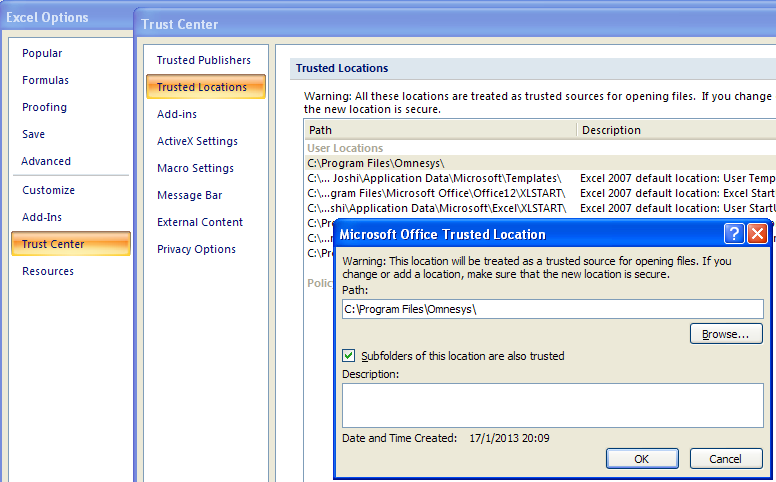 Excel Options
Popular
Formulas
Proofing
Save
Advanced
Customize
Add-Ins
Trust Center
Resources
Trust Center
Trusted Publishers
Trusted Locations
Add-ins
ActiveX Settings
Macro Settings
Message Bar
External Content
Privacy Options
Trusted Locations
Warning: All these locations are treated as trusted sources for opening files.  If you change
the new location is secure.
Path Description
User Locations
C:\Program Files\Omnesys\
C:\... Joshi\Application Data\Microsoft\Templates\ Excel 2007 default location: User Temp
C:\...gram Files\Microsoft Office\Office12\XLSTART\ Excel 2007 default location: Excel Start
C:\...shi\Application Data\Microsoft\Excel\XLSTART\ Excel 2007 default location: User Start
C:\Pr
C:\...r
C:\Pr
Polic
Microsoft Office Trusted Location
Warning: This location will be treated as a trusted source for opening files. If you
change or add a location, make sure that the new location is secure.
Path:
C:\Program Files\Omnesys\
Browse...
Subfolders of this location are also trusted
Description:
Date and Time Created: 17/1/2013 20:09
OK Cancel